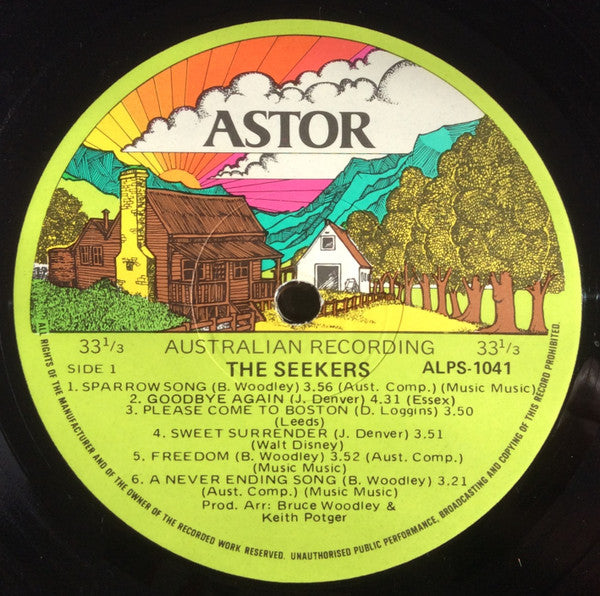 ASTOR
33 1/3 AUSTRALIAN RECORDING 33 1/3
SIDE 1 THE SEEKERS ALPS-1041
1. SPARROW SONG (B. Woodley) 3.56 (Aust. Comp.) (Music Music)
2. GOODBYE AGAIN (J. Denver) 4.31 (Essex)
3. PLEASE COME TO BOSTON (D. Loggins) 3.50
(Leeds)
4. SWEET SURRENDER (J. Denver) 3.51
(Walt Disney)
5. FREEDOM (B. Woodley) 3.52 (Aust. Comp.)
(Music Music)
6. A NEVER ENDING SONG (B. Woodley) 3.21
(Aust. Comp.) (Music Music)
Prod. Arr: Bruce Woodley &
Keith Potger
ALL RIGHTS OF THE MANUFACTURER AND OF THE OWNER OF THE RECORDED WORK RESERVED. UNAUTHORISED PUBLIC PERFORMANCE, BROADCASTING AND COPYING OF THIS RECORD PROHIBITED.